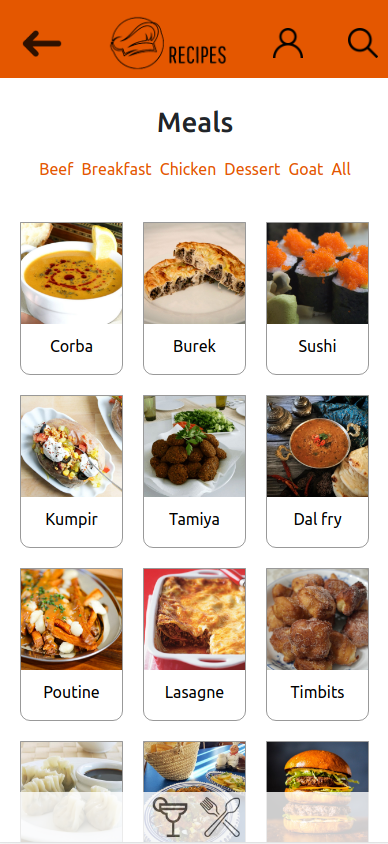 RECIPES
Meals
Beef Breakfast Chicken Dessert Goat All
Corba Burek Sushi
Kumpir Tamiya Dal fry
Poutine Lasagne Timbits